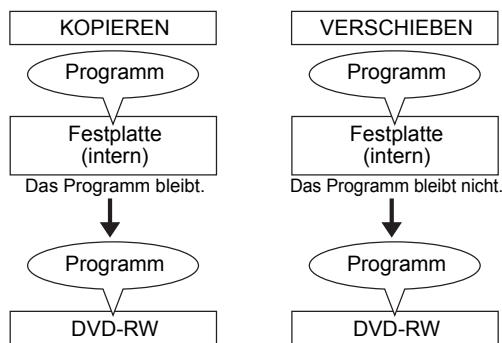 KOPIEREN
Programm
Festplatte
(intern)
Das Programm bleibt.
Programm
DVD-RW
VERSCHIEBEN
Programm
Festplatte
(intern)
Das Programm bleibt nicht.
Programm
DVD-RW